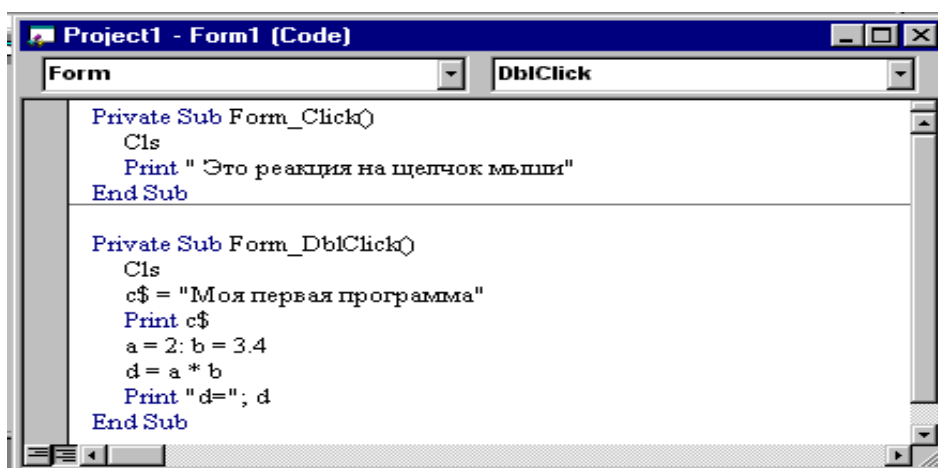 Project1 - Form1 (Code)
Form DblClick
Private Sub Form_Click()
Cls
Print " Это реакция на щелчок мыши"
End Sub
Private Sub Form_DblClick()
Cls
c$ = "Моя первая программа"
Print c$
a = 2: b = 3.4
d = a * b
Print "d="; d
End Sub